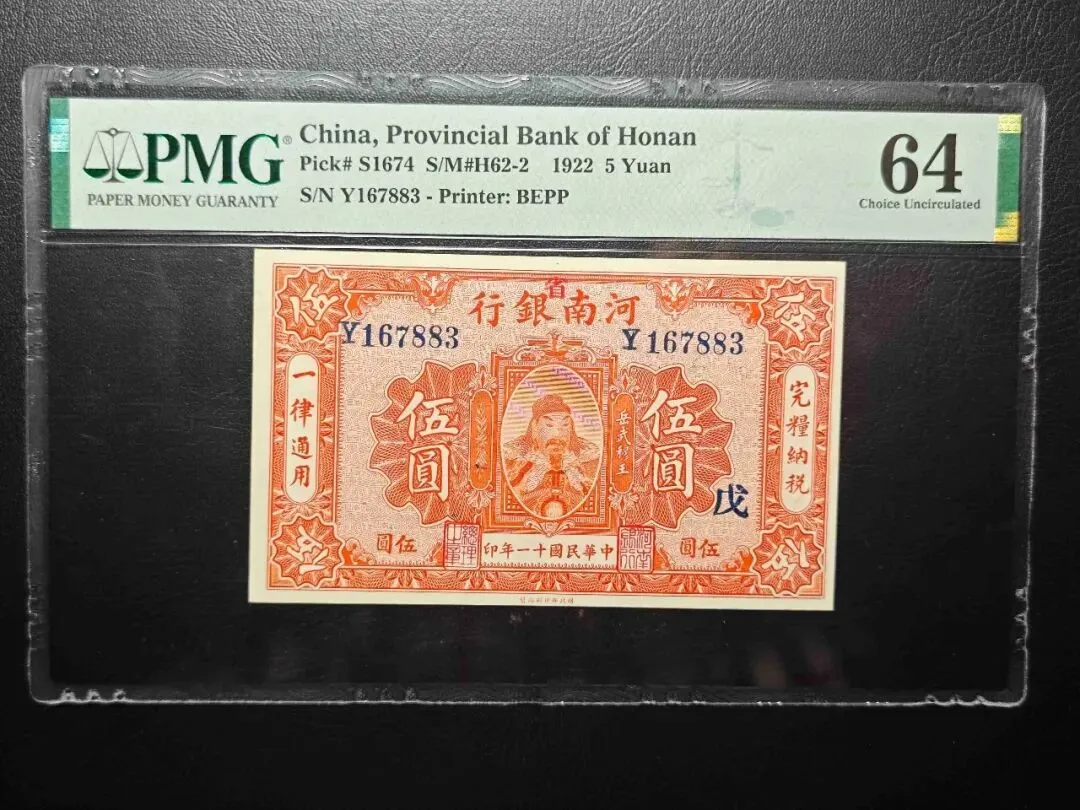 PMG®
PAPER MONEY GUARANTY
China, Provincial Bank of Honan
Pick# S1674 S/M#H62-2 1922 5 Yuan
S/N Y167883 - Printer: BEPP
64
Choice Uncirculated
省
行銀南河
Y167883
Y167883
一律通用
完糧納税
伍圓
伍圓
岳武穆王
戊
圓伍
印年一十國民華中
圓伍